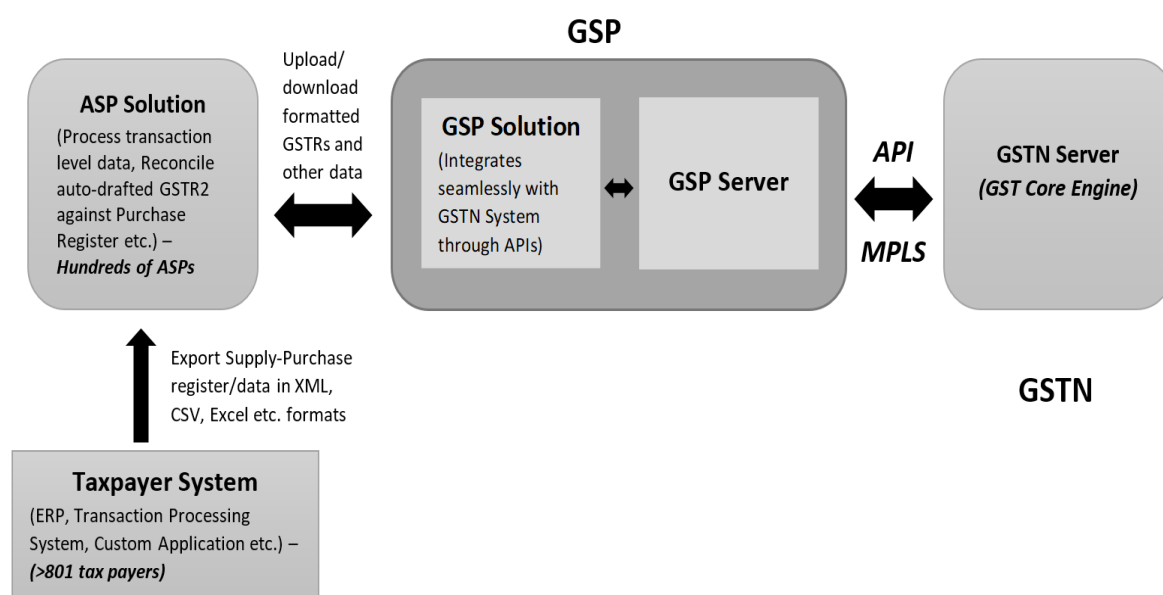 GSP
ASP Solution
(Process transaction
level data, Reconcile
auto-drafted GSTR2
against Purchase
Register etc.) –
Hundreds of ASPs
Upload/
download
formatted
GSTRs and
other data
GSP Solution
(Integrates
seamlessly with
GSTN System
through APIs)
GSP Server
API
MPLS
GSTN Server
(GST Core Engine)
GSTN
Export Supply-Purchase
register/data in XML,
CSV, Excel etc. formats
Taxpayer System
(ERP, Transaction Processing
System, Custom Application etc.) –
(>801 tax payers)